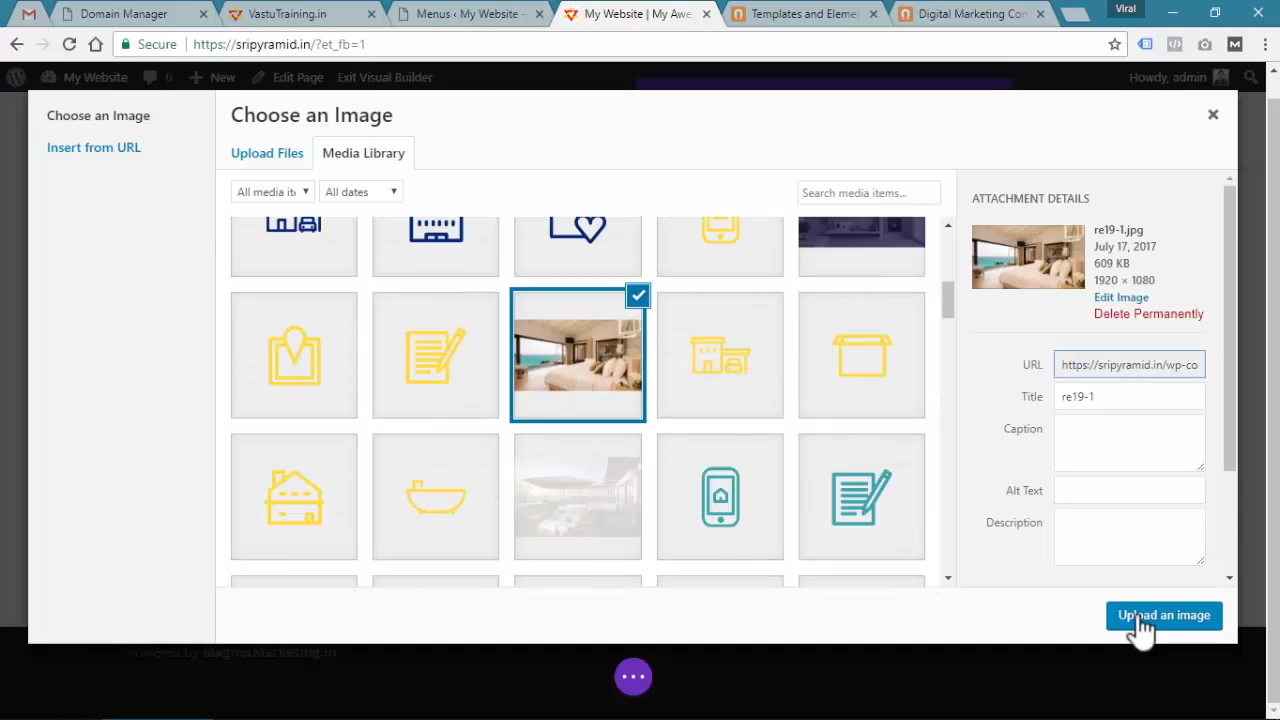 Domain Manager
VastuTraining.in
Menus ‹ My Website –
My Website | My Awe
Templates and Eleme
Digital Marketing Con
Viral
Secure
https://sripyramid.in/?et_fb=1
My Website
0
New
Edit Page
Exit Visual Builder
Howdy, admin
Choose an Image
Insert from URL
Choose an Image
Upload Files
Media Library
All media ite
All dates
Search media items...
ATTACHMENT DETAILS
re19-1.jpg
July 17, 2017
609 KB
1920 × 1080
Edit Image
Delete Permanently
URL
https://sripyramid.in/wp-co
Title
re19-1
Caption
Alt Text
Description
Upload an image
Powered By MagnetMarketing.in